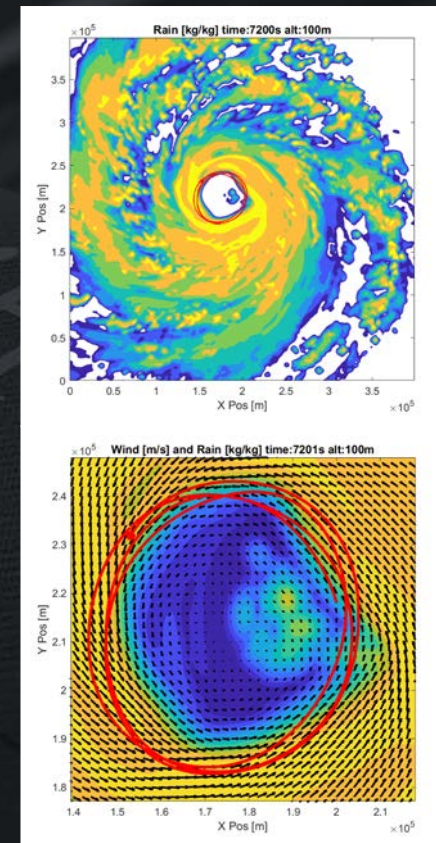 Rain [kg/kg] time:7200s alt:100m
×10⁵
3.5
3
2.5
2
1.5
1
0.5
0
Y Pos [m]
0 0.5 1 1.5 2 2.5 3 3.5
X Pos [m]
×10⁵
Wind [m/s] and Rain [kg/kg] time:7201s alt:100m
×10⁵
2.4
2.3
2.2
2.1
2
1.9
1.8
Y Pos [m]
1.4 1.5 1.6 1.7 1.8 1.9 2 2.1
X Pos [m]
×10⁵